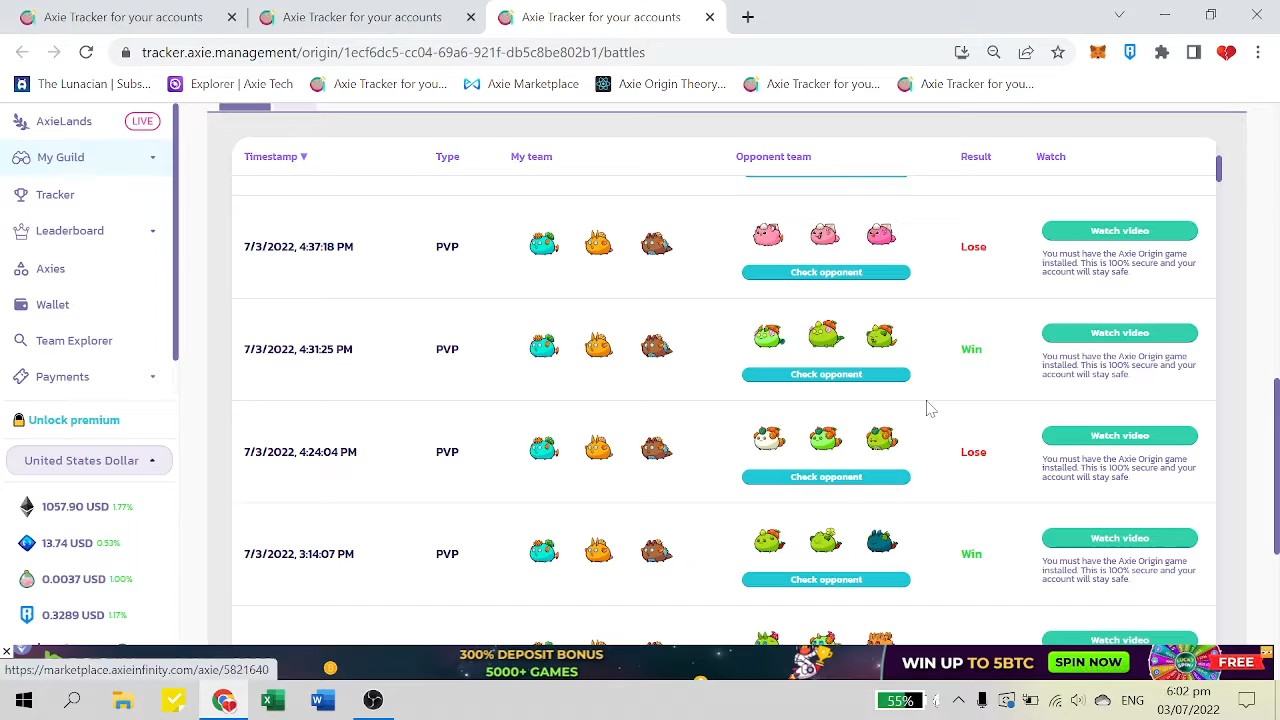 Axie Tracker for your accounts
Axie Tracker for your accounts
Axie Tracker for your accounts
tracker.axie.management/origin/1ecf6dc5-cc04-69a6-921f-db5c8be802b1/battles
The Lunacian | Subs...
Explorer | Axie Tech
Axie Tracker for you...
Axie Marketplace
Axie Origin Theory...
Axie Tracker for you...
Axie Tracker for you...
AxieLands LIVE
My Guild
Tracker
Leaderboard
Axies
Wallet
Team Explorer
Payments
Unlock premium
United States Dollar
1057.90 USD 1.77%
13.74 USD 0.53%
0.0037 USD 1.00%
0.3289 USD 1.17%
Timestamp ▼ Type My team Opponent team Result Watch
7/3/2022, 4:37:18 PM PVP Lose
Check opponent
Watch video
You must have the Axie Origin game
installed. This is 100% secure and your
account will stay safe.
7/3/2022, 4:31:25 PM PVP Win
Check opponent
Watch video
You must have the Axie Origin game
installed. This is 100% secure and your
account will stay safe.
7/3/2022, 4:24:04 PM PVP Lose
Check opponent
Watch video
You must have the Axie Origin game
installed. This is 100% secure and your
account will stay safe.
7/3/2022, 3:14:07 PM PVP Win
Check opponent
Watch video
You must have the Axie Origin game
installed. This is 100% secure and your
account will stay safe.
Watch video
300% DEPOSIT BONUS
5000+ GAMES
WIN UP TO 5BTC
SPIN NOW
FREE
https://marketplace.axieinfinity.com/axie/5821640
55%
ENG
6:02 pm
03/07/2022